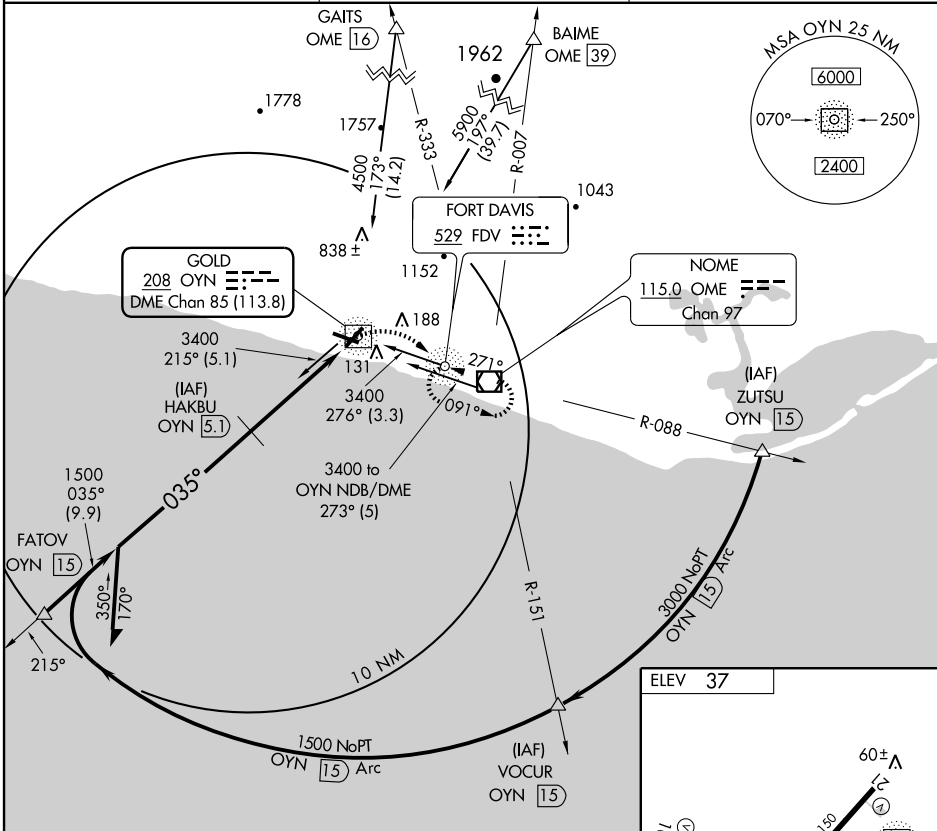 GAITS
OME 16
BAIME
OME 39
1962
MSA OYN 25 NM
6000
070°
250°
2400
1778
1757
R-333
5900
197°
(39.7)
R-007
4500
173°
(14.2)
1043
FORT DAVIS
529 FDV
838 ±
1152
GOLD
208 OYN
DME Chan 85 (113.8)
NOME
115.0 OME
Chan 97
188
3400
215° (5.1)
131
271°
(IAF)
HAKBU
OYN 5.1
3400
276° (3.3)
091°
(IAF)
ZUTSU
OYN 15
R-088
3400 to
OYN NDB/DME
273° (5)
1500
035°
(9.9)
035°
FATOV
OYN 15
350°
170°
R-151
3000 NoPT
OYN 15 Arc
215°
10 NM
ELEV 37
1500 NoPT
OYN 15 Arc
(IAF)
VOCUR
OYN 15
60±
21
V
150
V